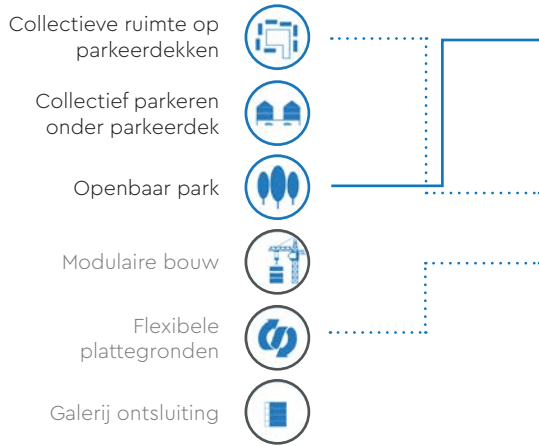 Collectieve ruimte op
parkeerdekken
Collectief parkeren
onder parkeerdek
Openbaar park
Modulaire bouw
Flexibele
plattegronden
Galerij ontsluiting